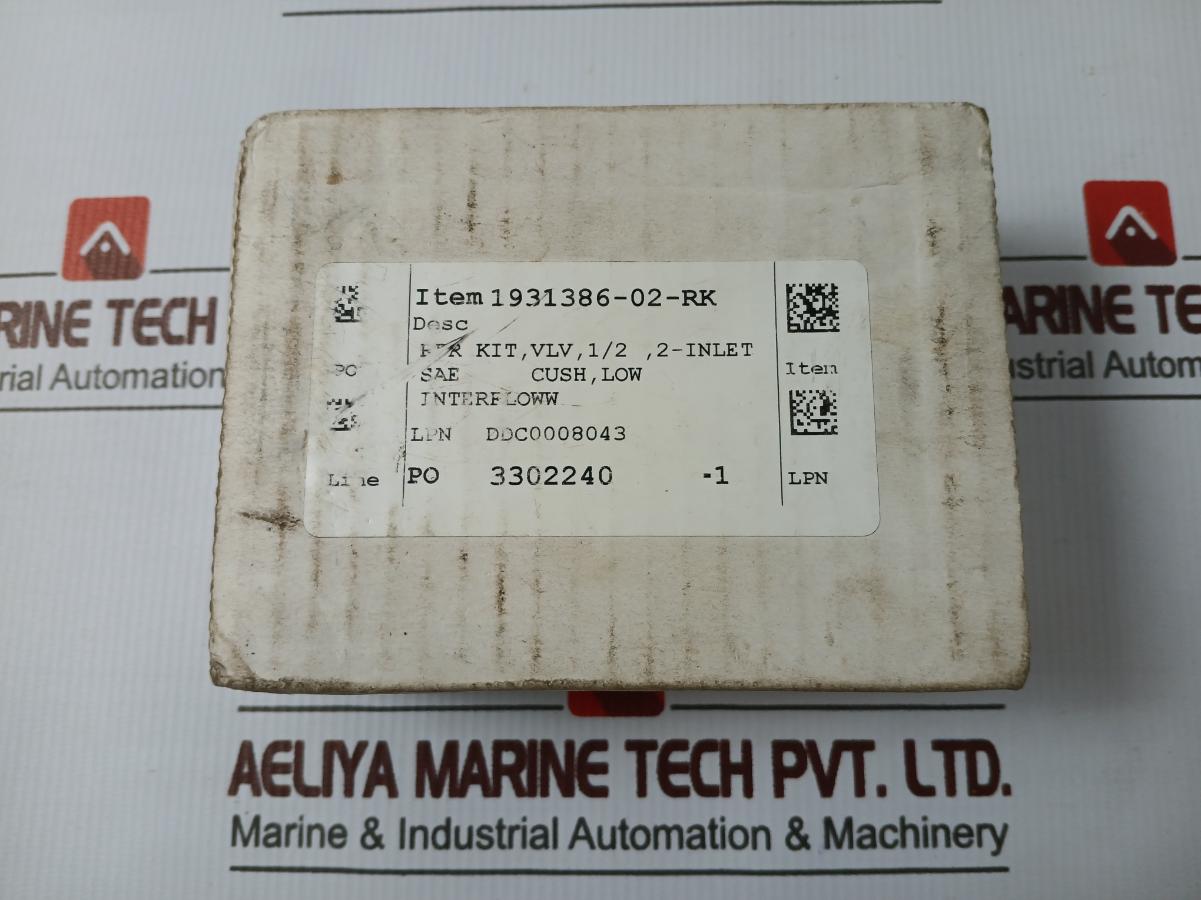 Item 1931386-02-RK
Desc
RPR KIT,VLV,1/2 ,2-INLET
SAE CUSH,LOW
INTERFLOWW
LPN DDC0008043
PO 3302240 -1
PO
Line
Item
LPN
RINE TECH
rial Automation
ARINE TE
ustrial Autom
AELIYA MARINE TECH PVT. LTD.
Marine & Industrial Automation & Machinery